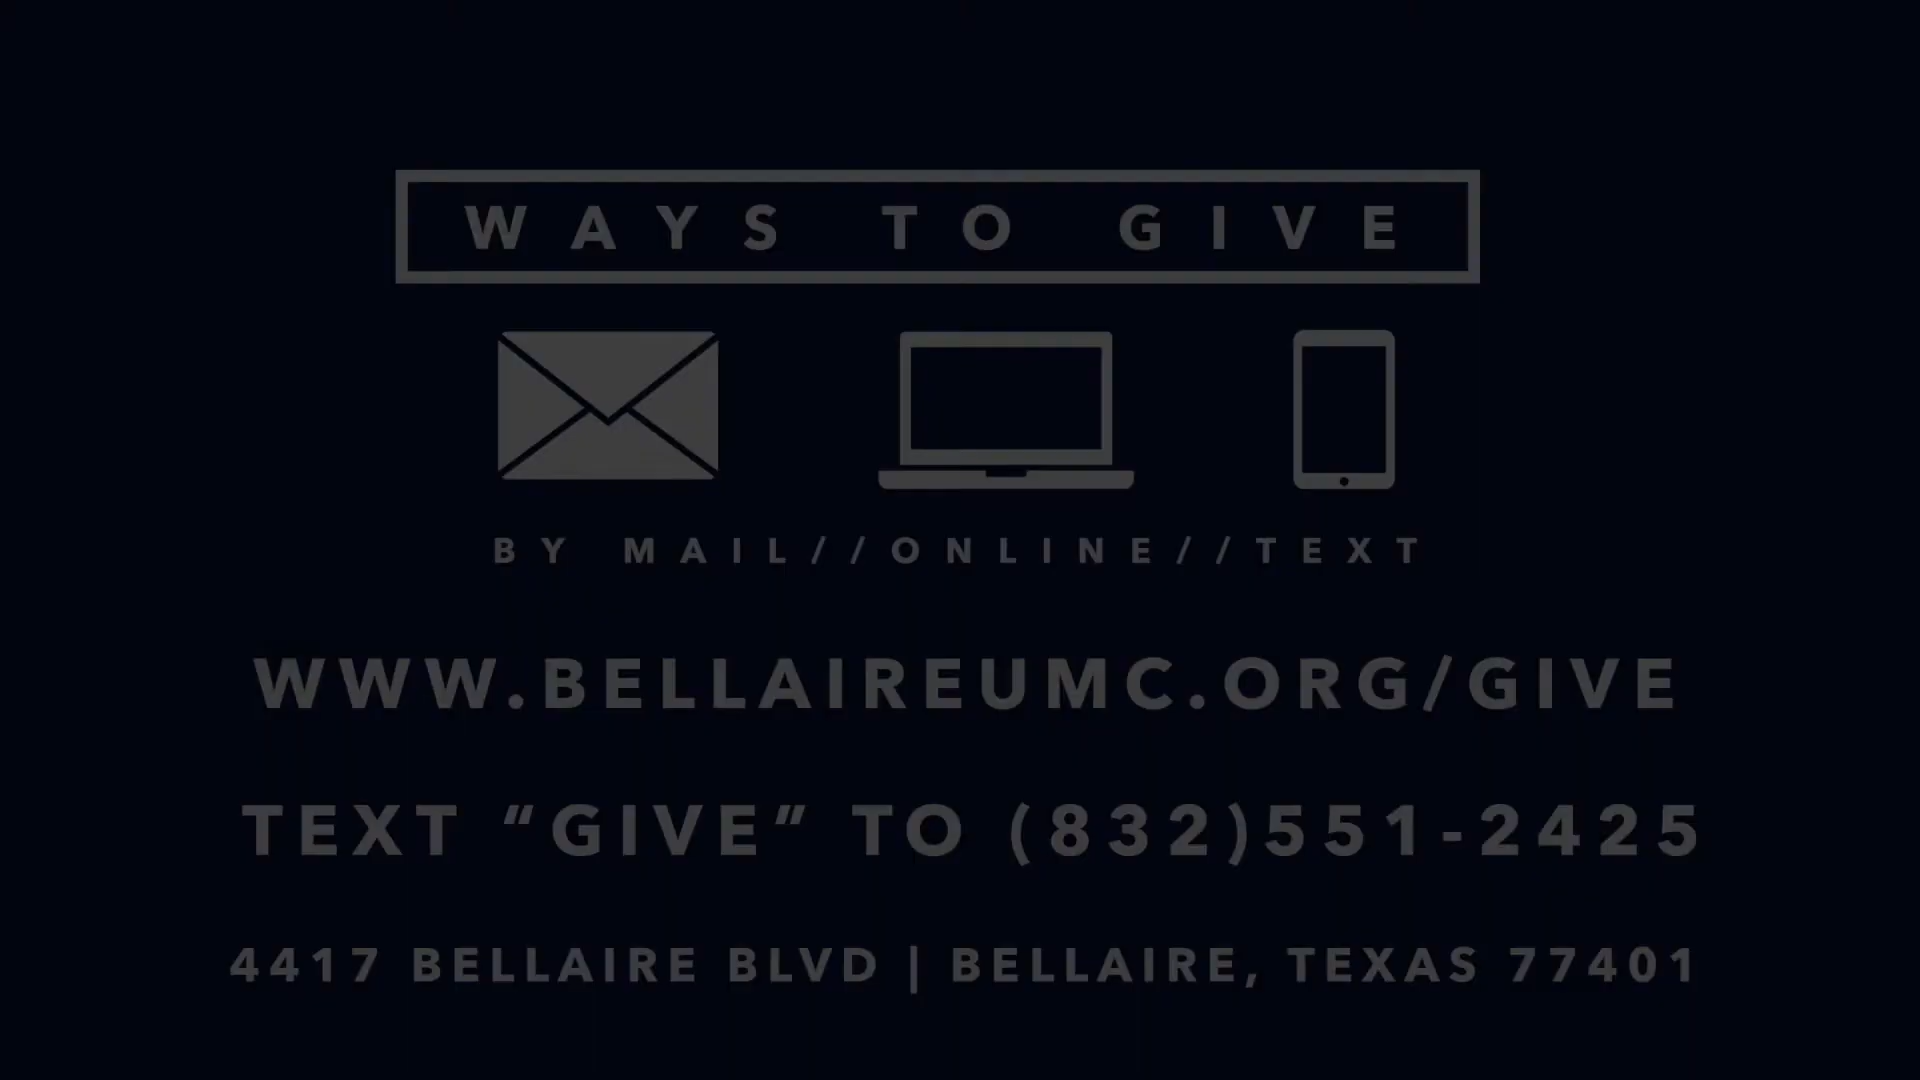 WAYS TO GIVE
BY MAIL//ONLINE//TEXT
WWW.BELLAIREUMC.ORG/GIVE
TEXT “GIVE” TO (832)551-2425
4417 BELLAIRE BLVD | BELLAIRE, TEXAS 77401